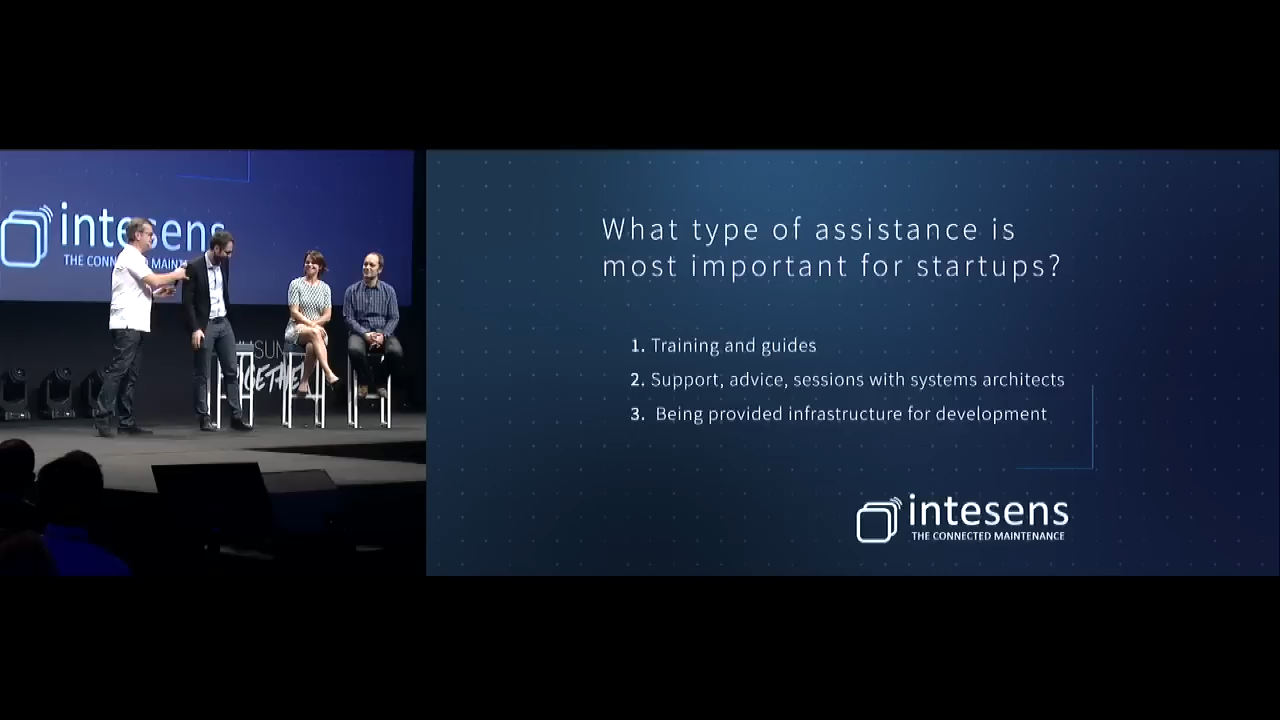 intesens
THE CONNECTED
What type of assistance is
most important for startups?
1. Training and guides
2. Support, advice, sessions with systems architects
3. Being provided infrastructure for development
intesens
THE CONNECTED MAINTENANCE